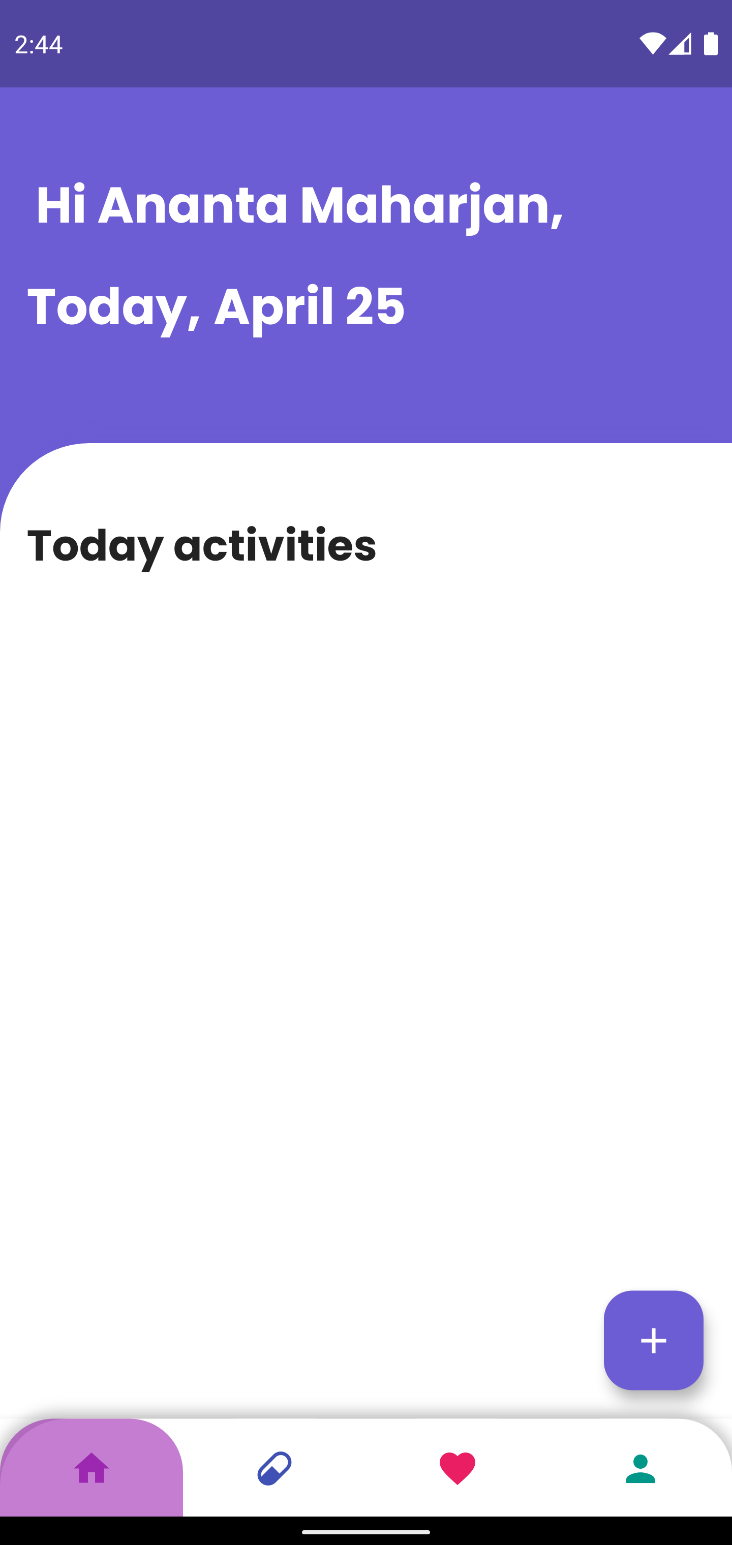 2:44
Hi Ananta Maharjan,
Today, April 25
Today activities